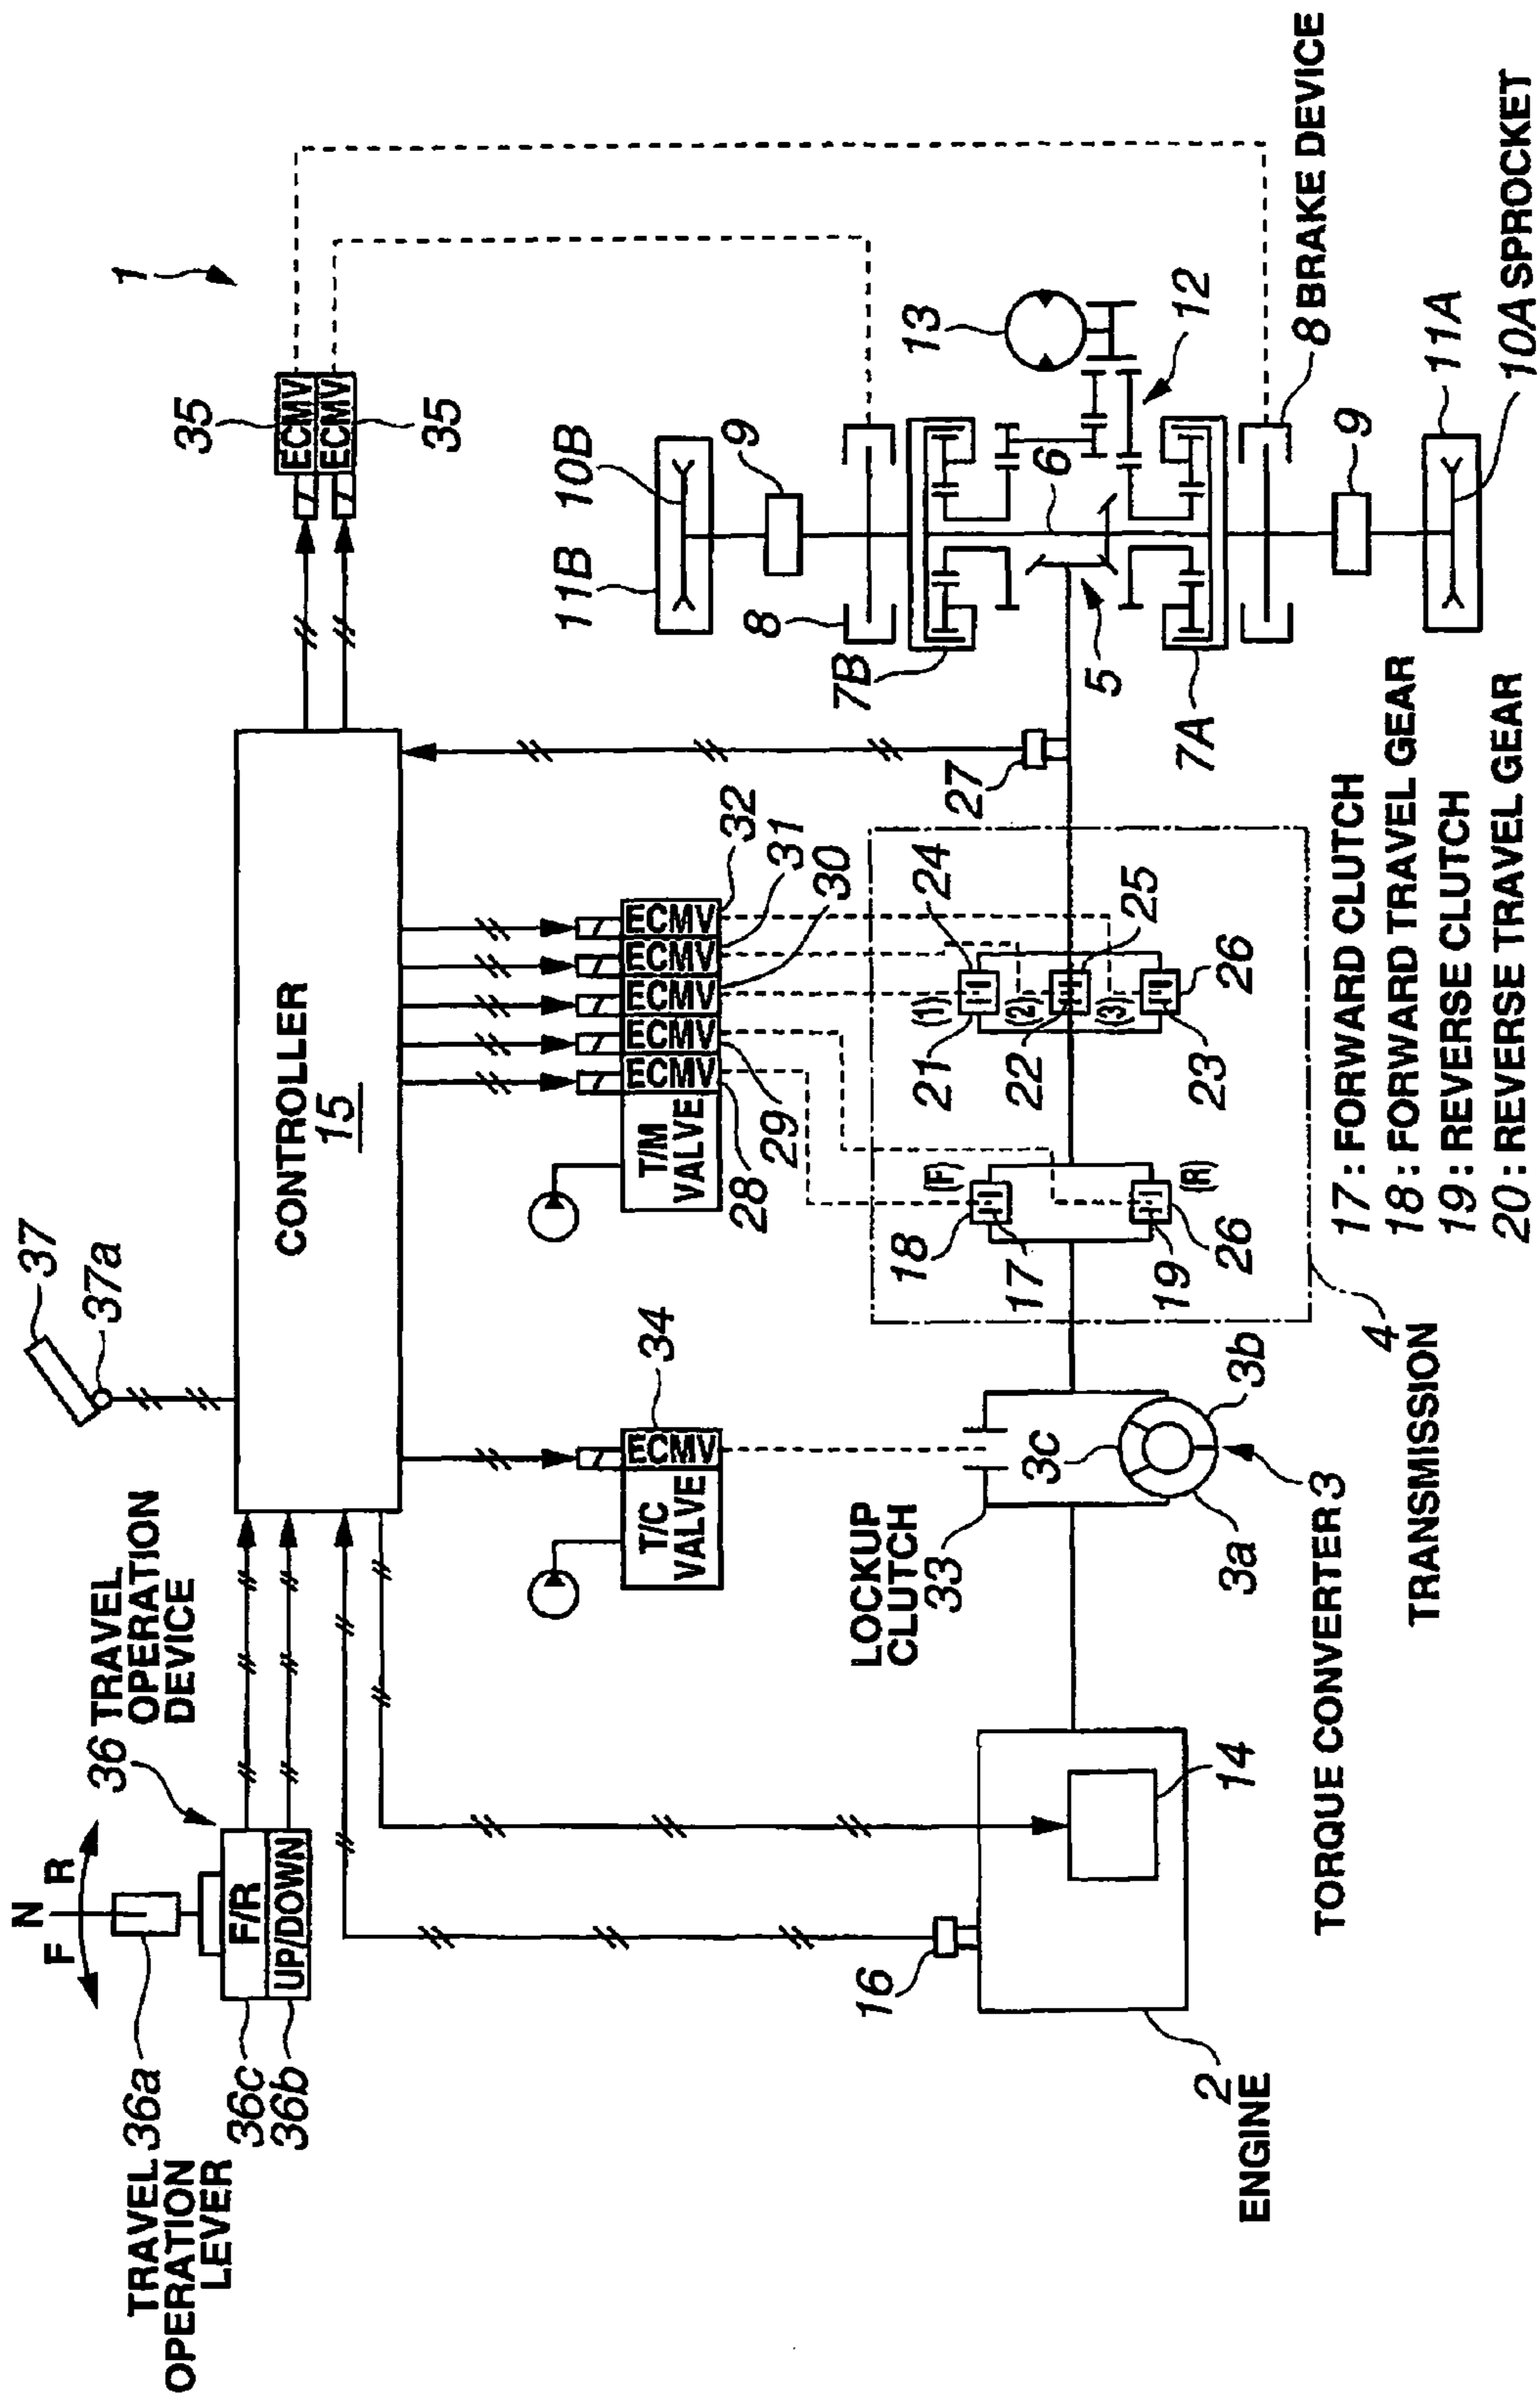 1
N
F
R
TRAVEL
OPERATION
LEVER
36a
36c
36b
F/R
UP/DOWN
36 TRAVEL
OPERATION
DEVICE
37
37a
CONTROLLER
15
35
ECMV
ECMV
35
T/C
VALVE
ECMV
34
T/M
VALVE
ECMV
ECMV
ECMV
ECMV
ECMV
28
29
30
31
32
11B
10B
9
8
7B
13
12
6
5
7A
8 BRAKE DEVICE
9
11A
10A SPROCKET
27
LOCKUP
CLUTCH
33
3c
3b
3a
TORQUE CONVERTER 3
18
(F)
17
19
(R)
26
21
(1)
24
22
(2)
25
23
(3)
26
4
TRANSMISSION
16
14
2
ENGINE
17 : FORWARD CLUTCH
18 : FORWARD TRAVEL GEAR
19 : REVERSE CLUTCH
20 : REVERSE TRAVEL GEAR